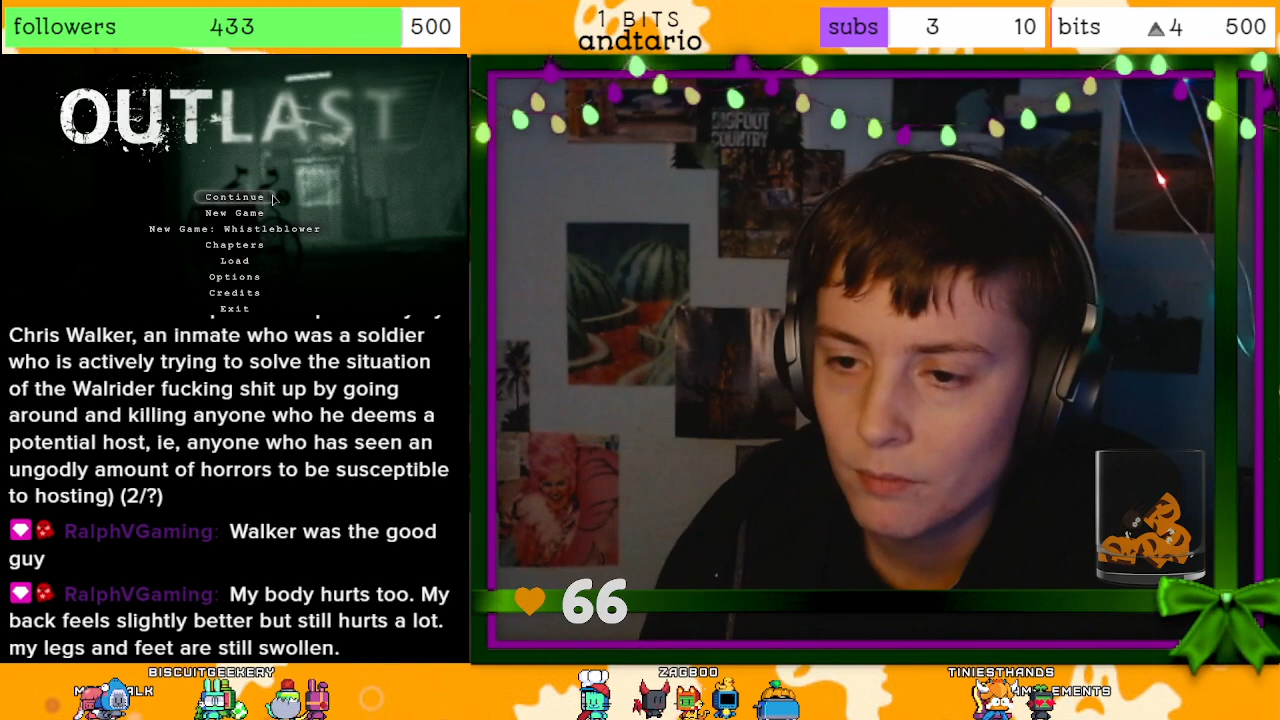 followers 433 500
1 BITS
andtario
subs 3 10
bits 4 500
OUTLAST
Continue
New Game
New Game: Whistleblower
Chapters
Load
Options
Credits
Exit
Chris Walker, an inmate who was a soldier
who is actively trying to solve the situation
of the Walrider fucking shit up by going
around and killing anyone who he deems a
potential host, ie, anyone who has seen an
ungodly amount of horrors to be susceptible
to hosting) (2/?)
RalphVGaming: Walker was the good
guy
RalphVGaming: My body hurts too. My
back feels slightly better but still hurts a lot.
my legs and feet are still swollen.
BIGFOOT
COUNTRY
66
BISCUITGEEKERY
ZAGBOO
TINIESTHANDS